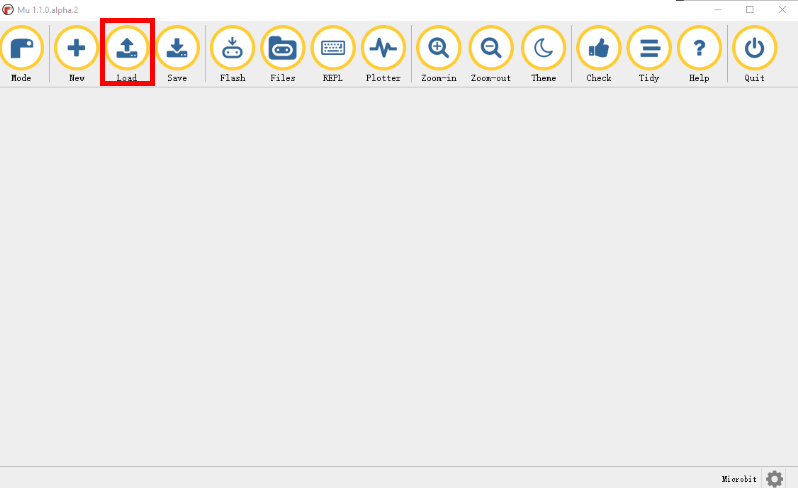 Mu 1.1.0.alpha.2
Mode New Load Save Flash Files REPL Plotter Zoom-in Zoom-out Theme Check Tidy Help Quit
Microbit